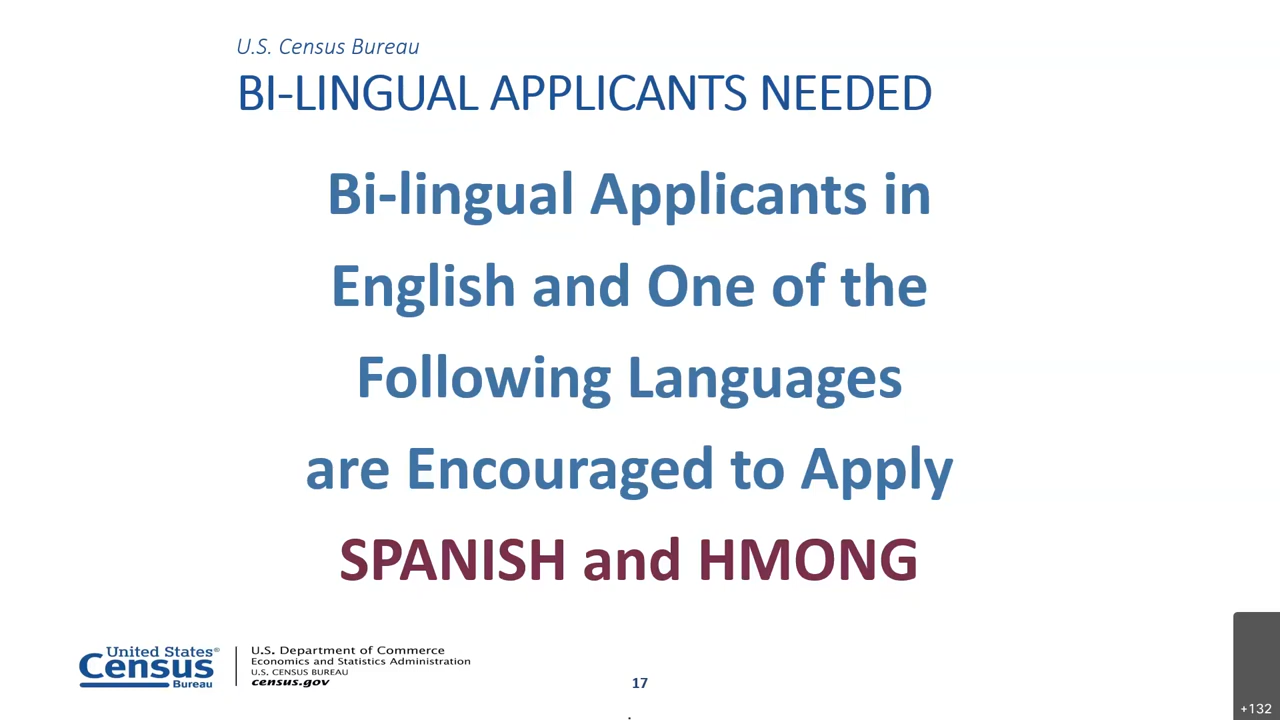 U.S. Census Bureau
BI-LINGUAL APPLICANTS NEEDED
Bi-lingual Applicants in
English and One of the
Following Languages
are Encouraged to Apply
SPANISH and HMONG
United States®
Census
Bureau
U.S. Department of Commerce
Economics and Statistics Administration
U.S. CENSUS BUREAU
census.gov
17
+132